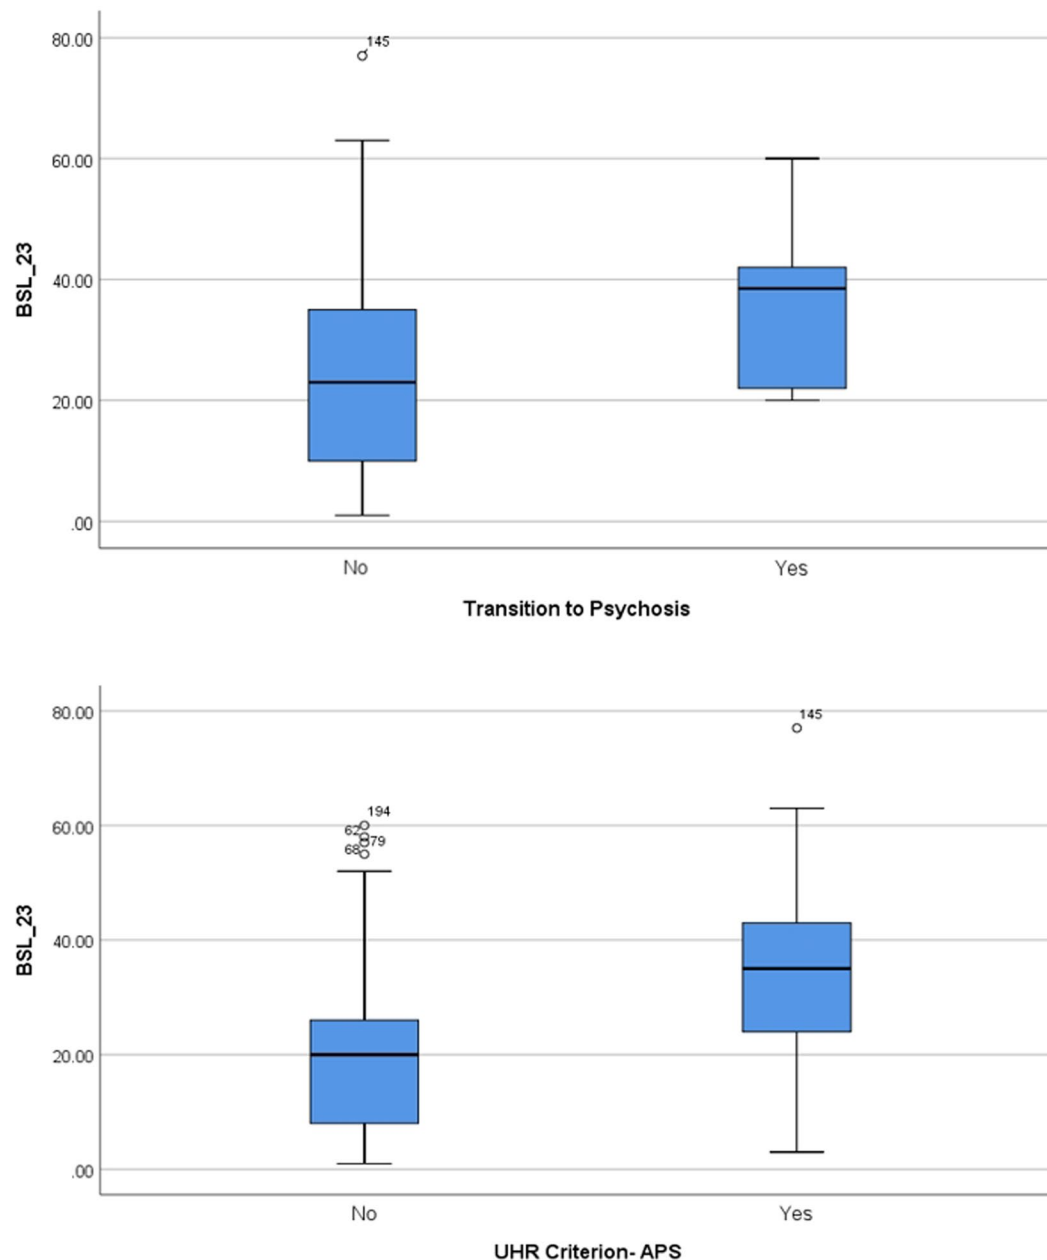 80.00
145
60.00
BSL_23
40.00
20.00
.00
No
Yes
Transition to Psychosis
80.00
145
194
60.00
62
79
68
BSL_23
40.00
20.00
.00
No
Yes
UHR Criterion- APS